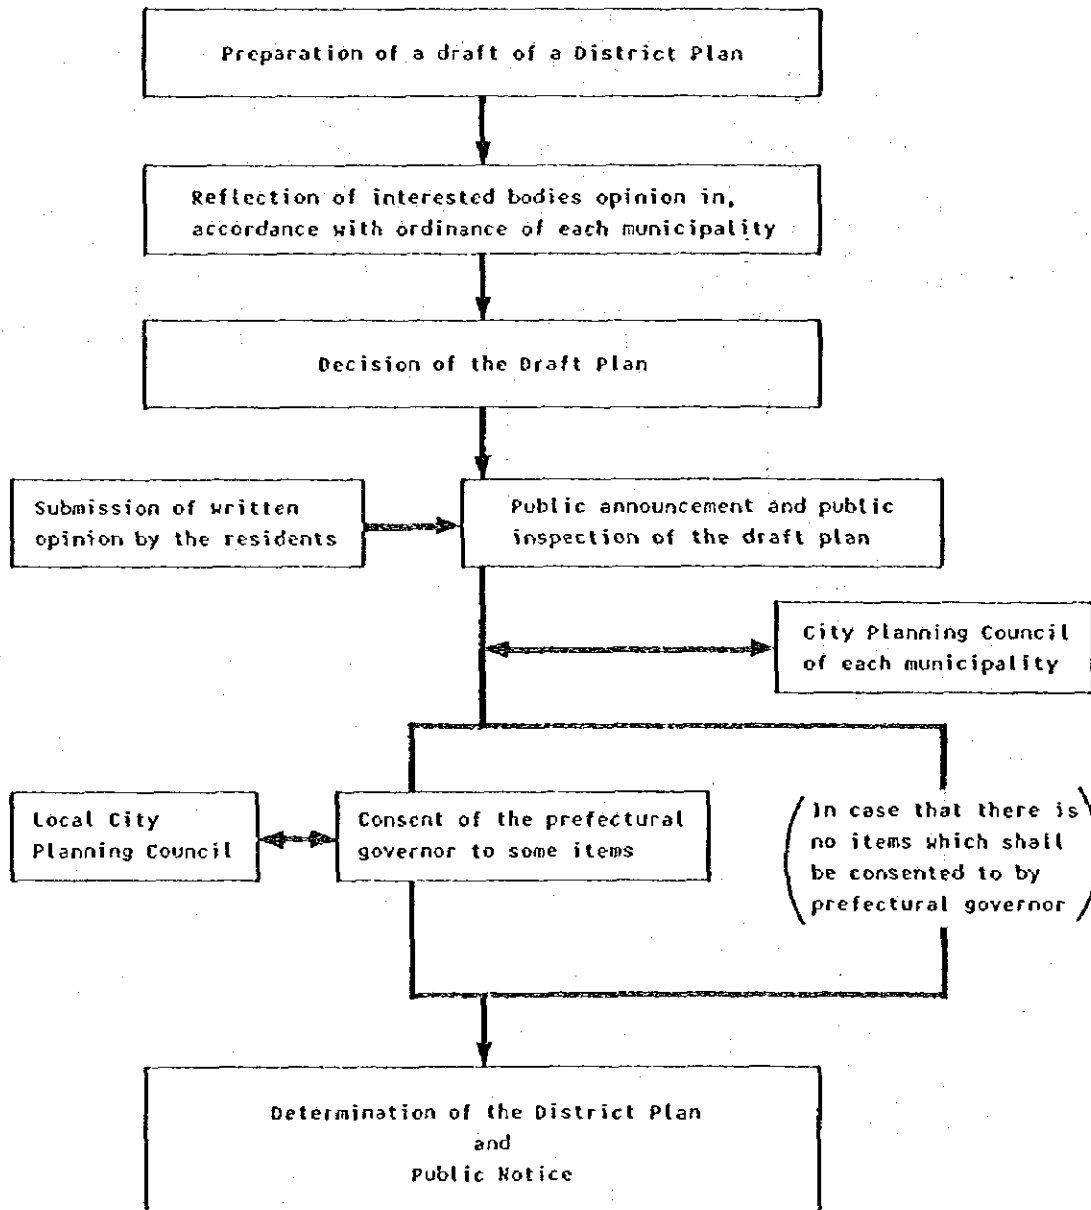 Preparation of a draft of a District Plan
Reflection of interested bodies opinion in,
accordance with ordinance of each municipality
Decision of the Draft Plan
Submission of written
opinion by the residents
Public announcement and public
inspection of the draft plan
City Planning Council
of each municipality
Local City
Planning Council
Consent of the prefectural
governor to some items
(In case that there is
no items which shall
be consented to by
prefectural governor)
Determination of the District Plan
and
Public Notice